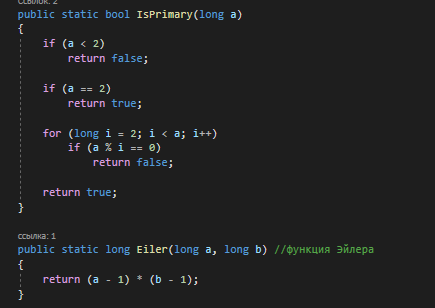 Ссылок: 2
public static bool IsPrimary(long a)
{
if (a < 2)
return false;
if (a == 2)
return true;
for (long i = 2; i < a; i++)
if (a % i == 0)
return false;
return true;
}
ссылка: 1
public static long Eiler(long a, long b) //функция Эйлера
{
return (a - 1) * (b - 1);
}